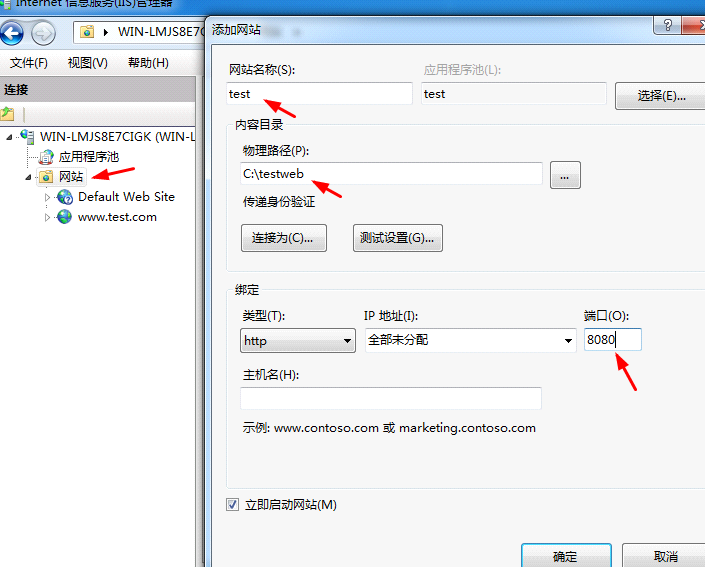 Internet 信息服务(IIS)管理器
WIN-LMJS8E7C
文件(F) 视图(V) 帮助(H)
连接
WIN-LMJS8E7CIGK (WIN-L
应用程序池
网站
Default Web Site
www.test.com
添加网站
网站名称(S): 应用程序池(L):
test test 选择(E)...
内容目录
物理路径(P):
C:\testweb ...
传递身份验证
连接为(C)... 测试设置(G)...
绑定
类型(T): IP 地址(I): 端口(O):
http 全部未分配 8080
主机名(H):
示例: www.contoso.com 或 marketing.contoso.com
立即启动网站(M)
确定 取消